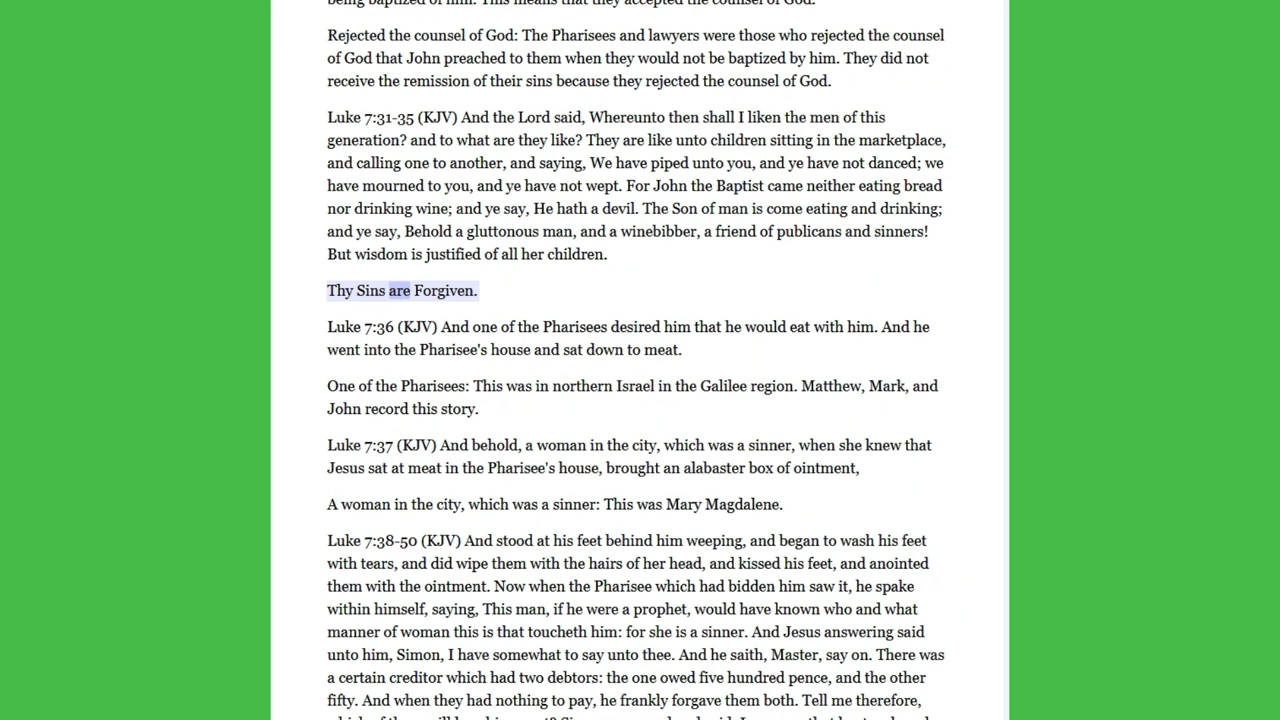 being baptized of him. This means that they accepted the counsel of God.
Rejected the counsel of God: The Pharisees and lawyers were those who rejected the counsel
of God that John preached to them when they would not be baptized by him. They did not
receive the remission of their sins because they rejected the counsel of God.
Luke 7:31-35 (KJV) And the Lord said, Whereunto then shall I liken the men of this
generation? and to what are they like? They are like unto children sitting in the marketplace,
and calling one to another, and saying, We have piped unto you, and ye have not danced; we
have mourned to you, and ye have not wept. For John the Baptist came neither eating bread
nor drinking wine; and ye say, He hath a devil. The Son of man is come eating and drinking;
and ye say, Behold a gluttonous man, and a winebibber, a friend of publicans and sinners!
But wisdom is justified of all her children.
Thy Sins are Forgiven.
Luke 7:36 (KJV) And one of the Pharisees desired him that he would eat with him. And he
went into the Pharisee's house and sat down to meat.
One of the Pharisees: This was in northern Israel in the Galilee region. Matthew, Mark, and
John record this story.
Luke 7:37 (KJV) And behold, a woman in the city, which was a sinner, when she knew that
Jesus sat at meat in the Pharisee's house, brought an alabaster box of ointment,
A woman in the city, which was a sinner: This was Mary Magdalene.
Luke 7:38-50 (KJV) And stood at his feet behind him weeping, and began to wash his feet
with tears, and did wipe them with the hairs of her head, and kissed his feet, and anointed
them with the ointment. Now when the Pharisee which had bidden him saw it, he spake
within himself, saying, This man, if he were a prophet, would have known who and what
manner of woman this is that toucheth him: for she is a sinner. And Jesus answering said
unto him, Simon, I have somewhat to say unto thee. And he saith, Master, say on. There was
a certain creditor which had two debtors: the one owed five hundred pence, and the other
fifty. And when they had nothing to pay, he frankly forgave them both. Tell me therefore,